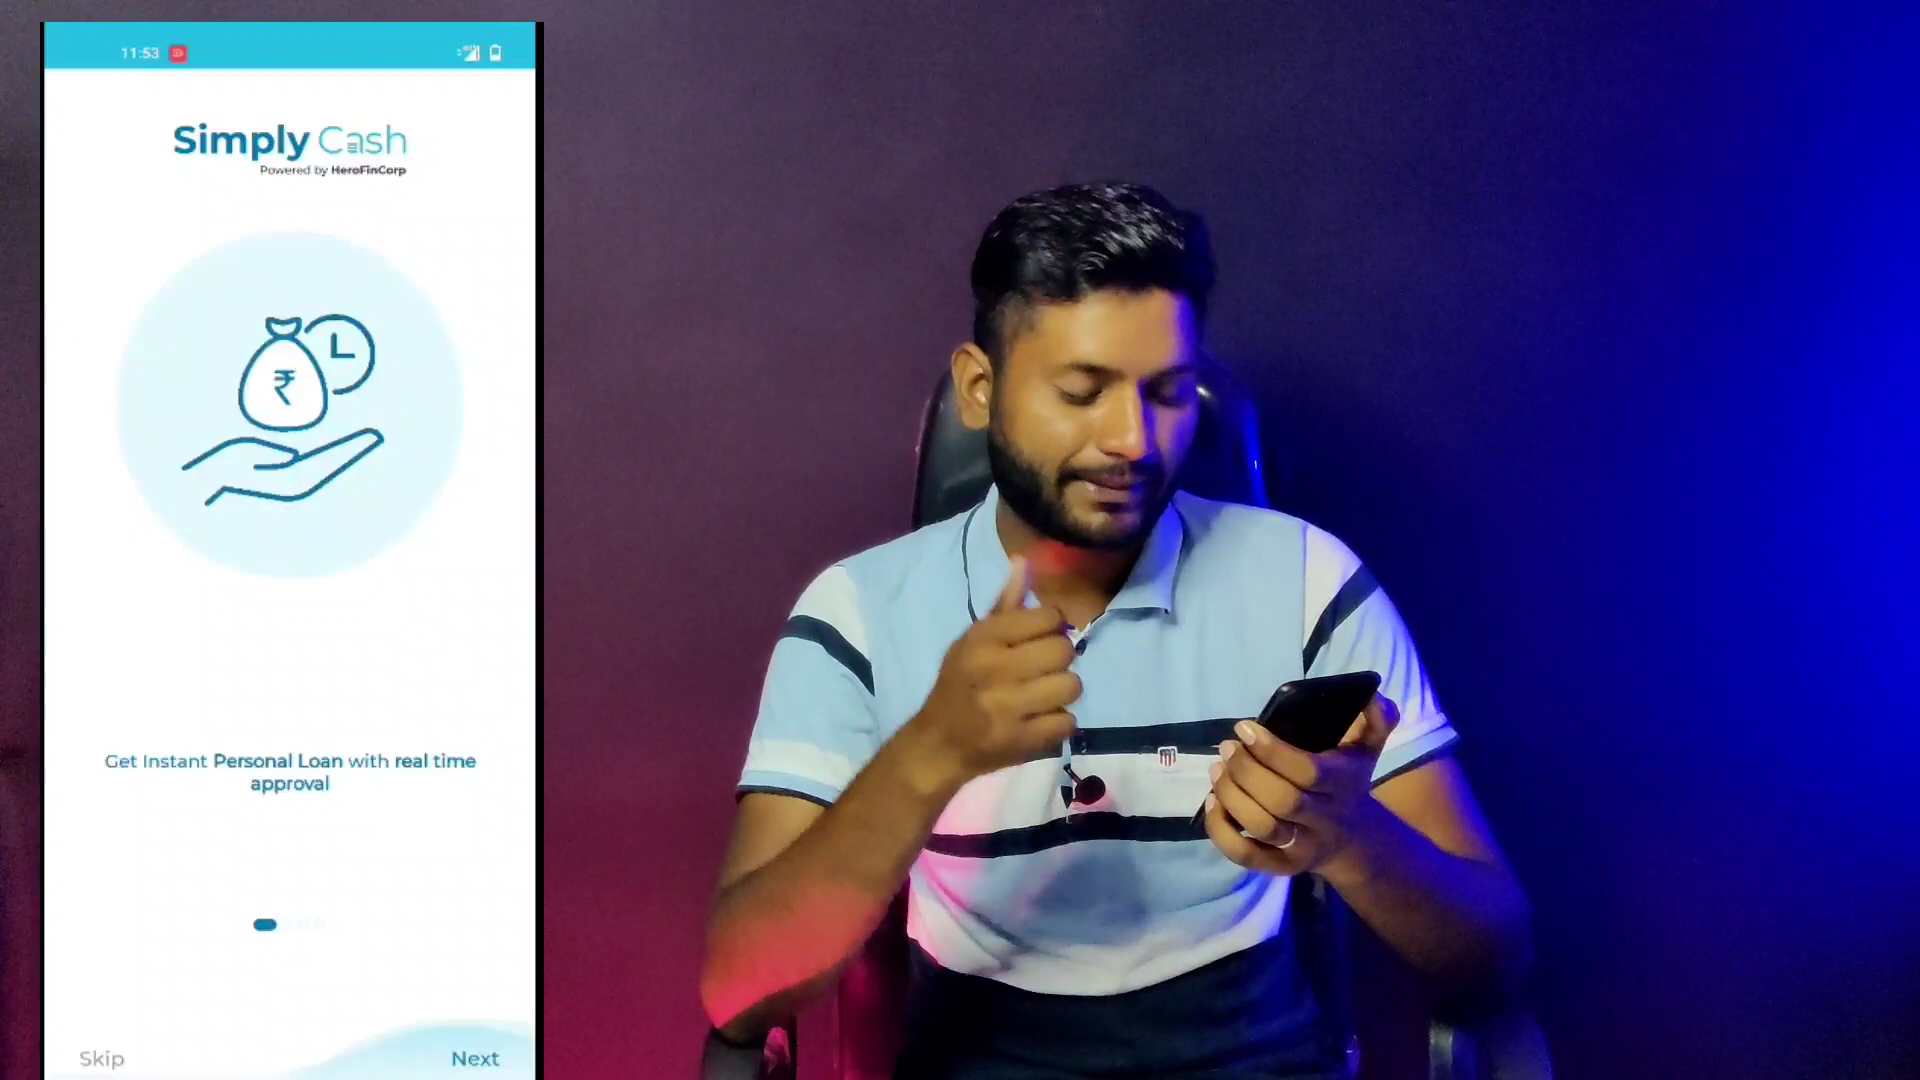 11:53
Simply Cash
Powered by HeroFinCorp
₹
Get Instant Personal Loan with real time
approval
Skip
Next